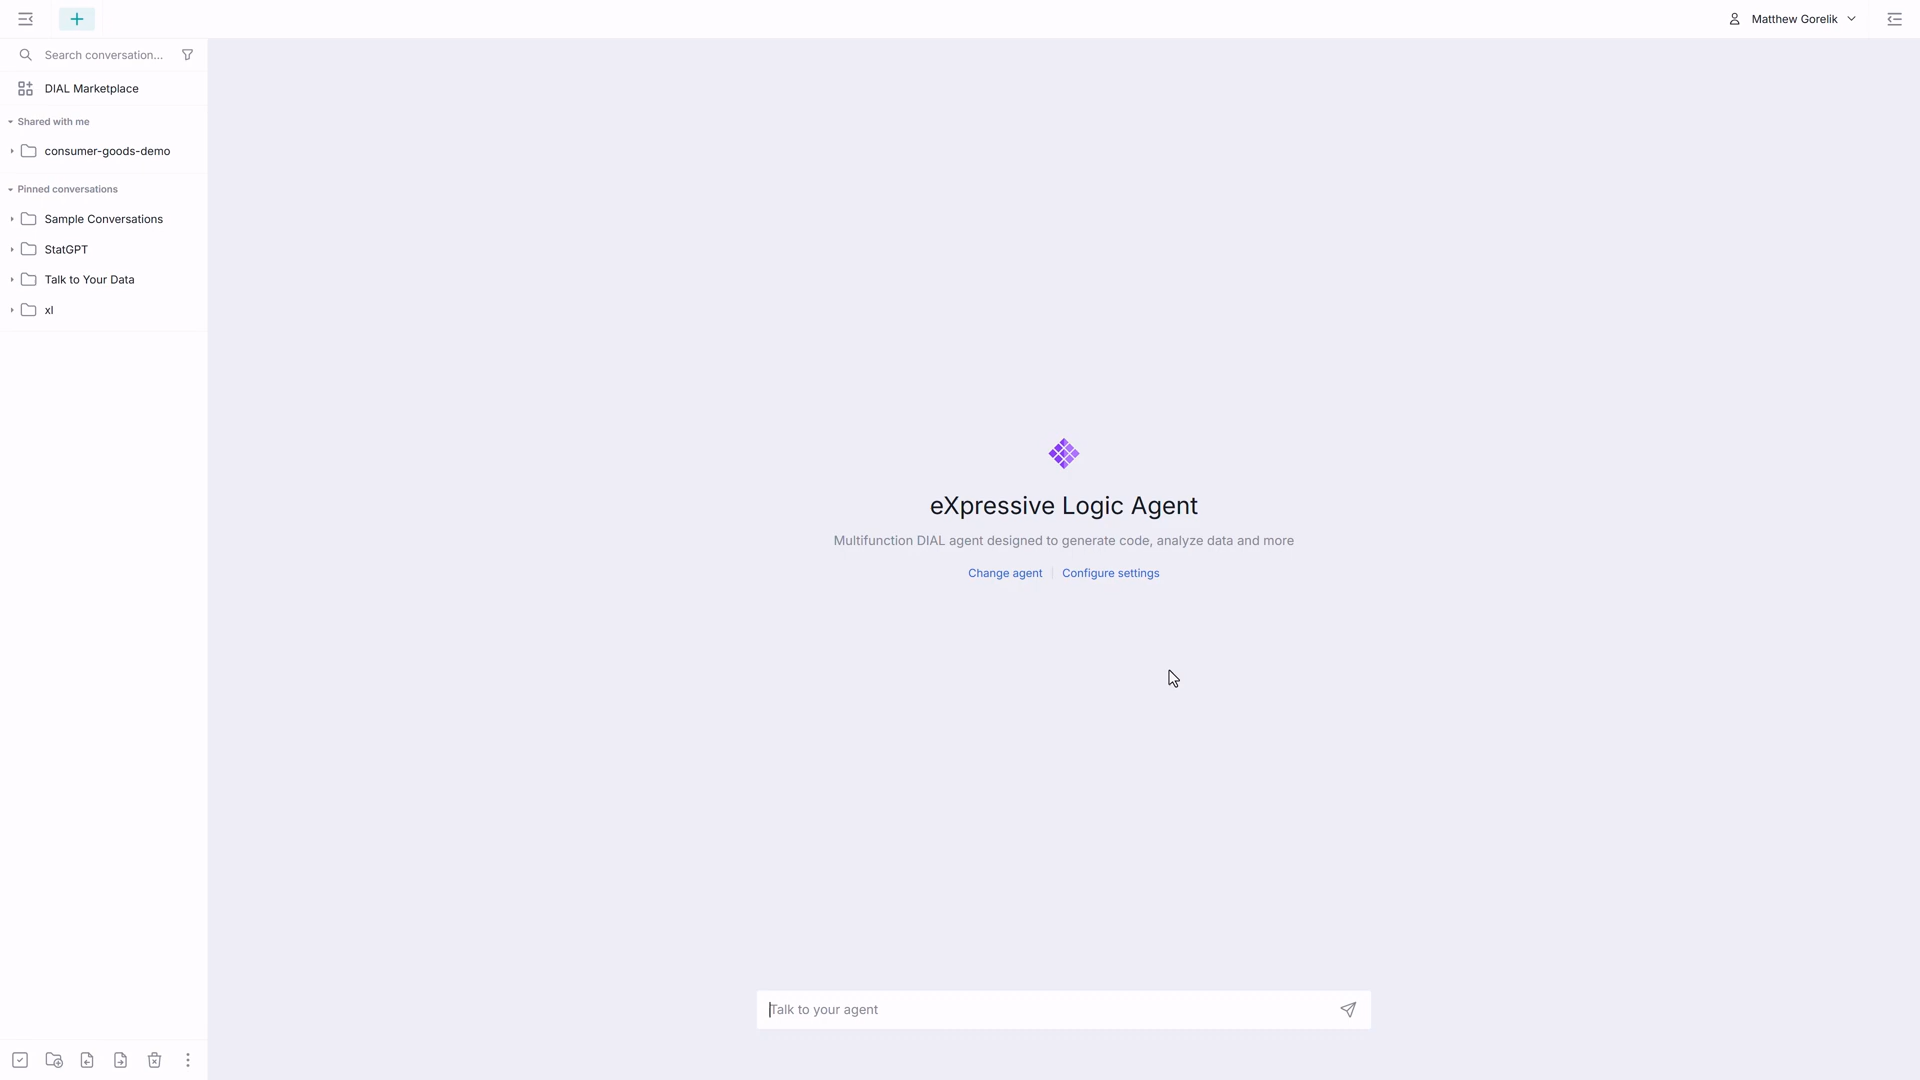 Matthew Gorelik
Search conversation...
DIAL Marketplace
Shared with me
consumer-goods-demo
Pinned conversations
Sample Conversations
StatGPT
Talk to Your Data
xl
eXpressive Logic Agent
Multifunction DIAL agent designed to generate code, analyze data and more
Change agent
Configure settings
Talk to your agent